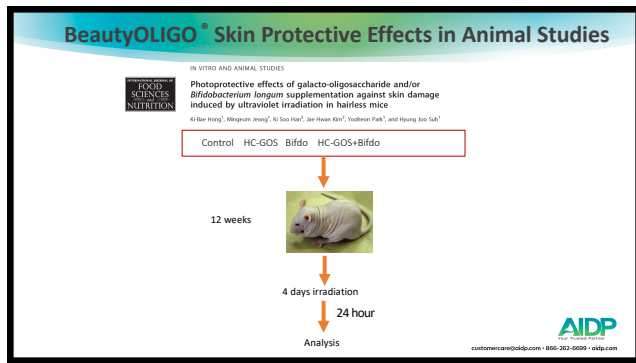 BeautyOLIGO® Skin Protective Effects in Animal Studies
IN VITRO AND ANIMAL STUDIES
INTERNATIONAL JOURNAL OF
FOOD
SCIENCES
and
NUTRITION
Photoprotective effects of galacto-oligosaccharide and/or
Bifidobacterium longum supplementation against skin damage
induced by ultraviolet irradiation in hairless mice
Ki-Bae Hong¹, Mingeum Jeong¹, Ki Soo Han², Jae Hwan Kim², Yooheon Park¹, and Hyung Joo Suh¹
Control HC-GOS Bifdo HC-GOS+Bifdo
12 weeks
4 days irradiation
24 hour
Analysis
AIDP
Your Trusted Partner
customercare@aidp.com • 866-262-6699 • aidp.com